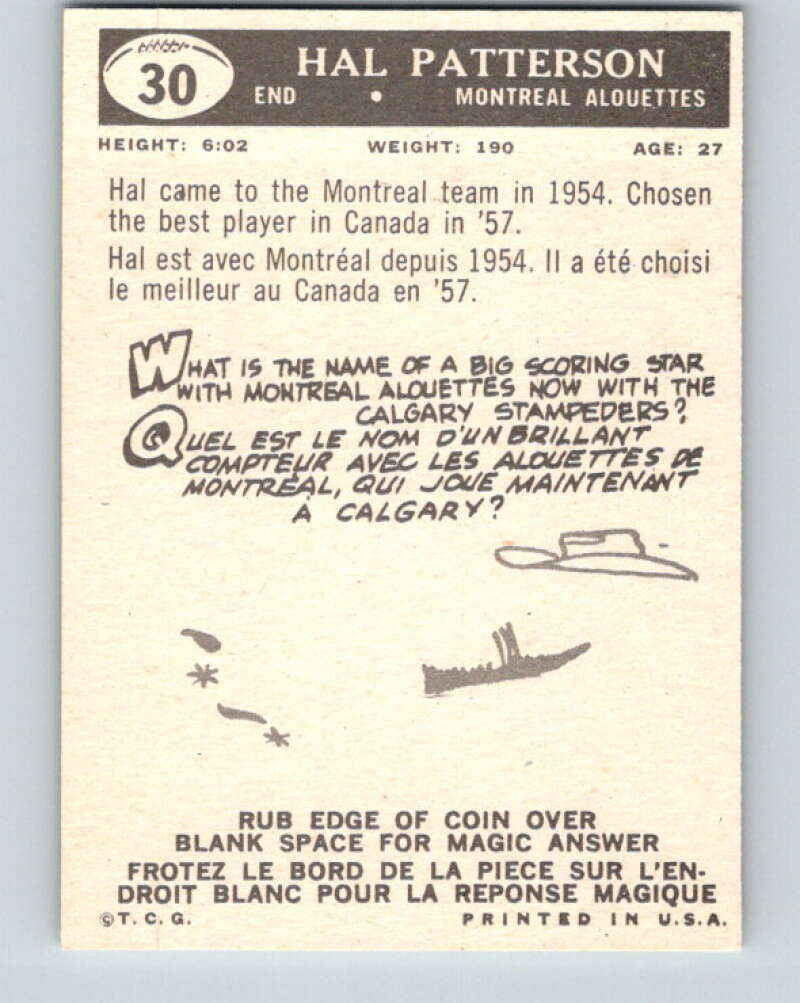 30
HAL PATTERSON
END • MONTREAL ALOUETTES
HEIGHT: 6:02 WEIGHT: 190 AGE: 27
Hal came to the Montreal team in 1954. Chosen
the best player in Canada in '57.
Hal est avec Montréal depuis 1954. Il a été choisi
le meilleur au Canada en '57.
WHAT IS THE NAME OF A BIG SCORING STAR
WITH MONTREAL ALOUETTES NOW WITH THE
CALGARY STAMPEDERS?
QUEL EST LE NOM D'UN BRILLANT
COMPTEUR AVEC LES ALOUETTES DE
MONTRÉAL, QUI JOUE MAINTENANT
A CALGARY?
RUB EDGE OF COIN OVER
BLANK SPACE FOR MAGIC ANSWER
FROTEZ LE BORD DE LA PIECE SUR L'EN-
DROIT BLANC POUR LA REPONSE MAGIQUE
©T. C. G. PRINTED IN U.S.A.